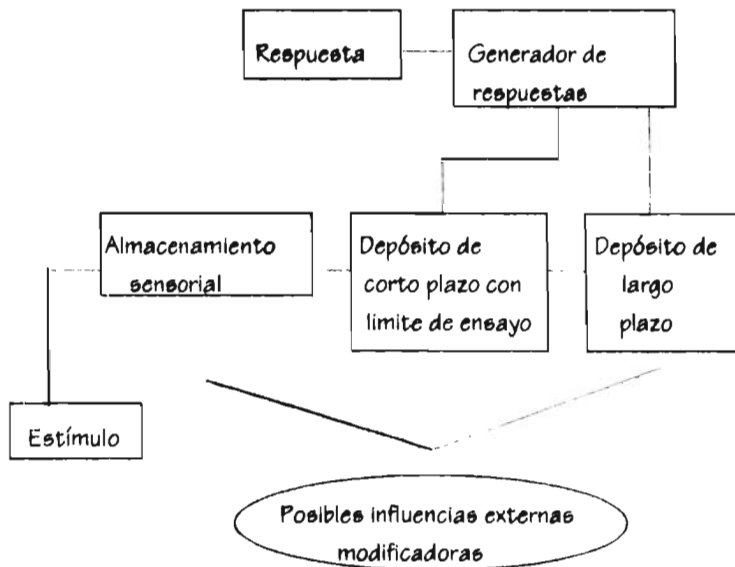 Respuesta
Generador de
respuestas
Almacenamiento
sensorial
Depósito de
corto plazo con
limite de ensayo
Depósito de
largo
plazo
Estímulo
Posibles influencias externas
modificadoras